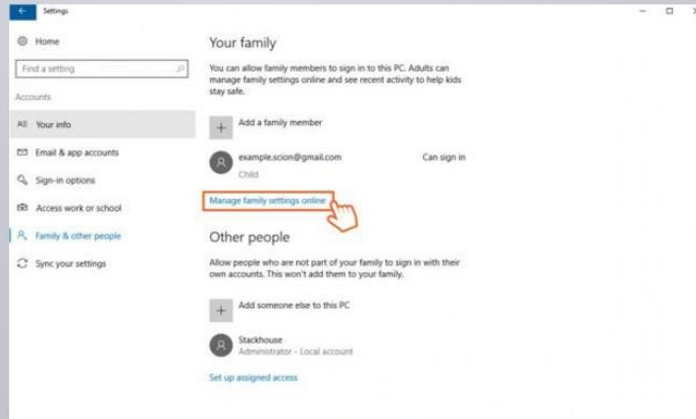 Settings
Home
Find a setting
Accounts
Your info
Email & app accounts
Sign-in options
Access work or school
Family & other people
Sync your settings
Your family
You can allow family members to sign in to this PC. Adults can
manage family settings online and see recent activity to help kids
stay safe.
Add a family member
example.scion@gmail.com Can sign in
Child
Manage family settings online
Other people
Allow people who are not part of your family to sign in with their
own accounts. This won't add them to your family.
Add someone else to this PC
Stackhouse
Administrator - Local account
Set up assigned access